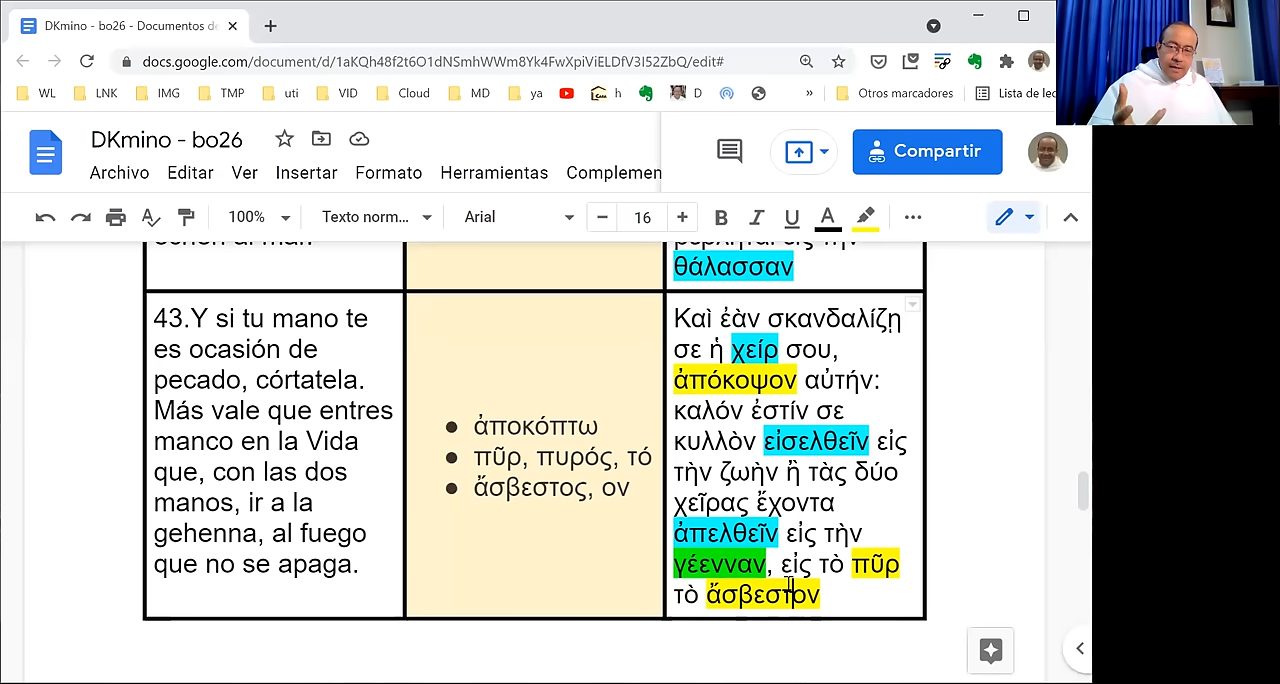 DKmino - bo26 - Documentos de
docs.google.com/document/d/1aKQh48f2t6O1dNSmhWWm8Yk4FwXpiViELDfV3I52ZbQ/edit#
WL LNK IMG TMP uti VID Cloud MD ya h D » Otros marcadores Lista de lec
DKmino - bo26
Compartir
Archivo Editar Ver Insertar Formato Herramientas Complemen
100% Texto norm... Arial 16 B I U A
θάλασσαν
43.Y si tu mano te
es ocasión de
pecado, córtatela.
Más vale que entres
manco en la Vida
que, con las dos
manos, ir a la
gehenna, al fuego
que no se apaga.
● ἀποκόπτω
● πῦρ, πυρός, τό
● ἄσβεστος, ον
Καὶ ἐὰν σκανδαλίζῃ
σε ἡ χείρ σου,
ἀπόκοψον αὐτήν:
καλόν ἐστίν σε
κυλλὸν εἰσελθεῖν εἰς
τὴν ζωὴν ἢ τὰς δύο
χεῖρας ἔχοντα
ἀπελθεῖν εἰς τὴν
γέενναν, εἰς τὸ πῦρ
τὸ ἄσβεστον